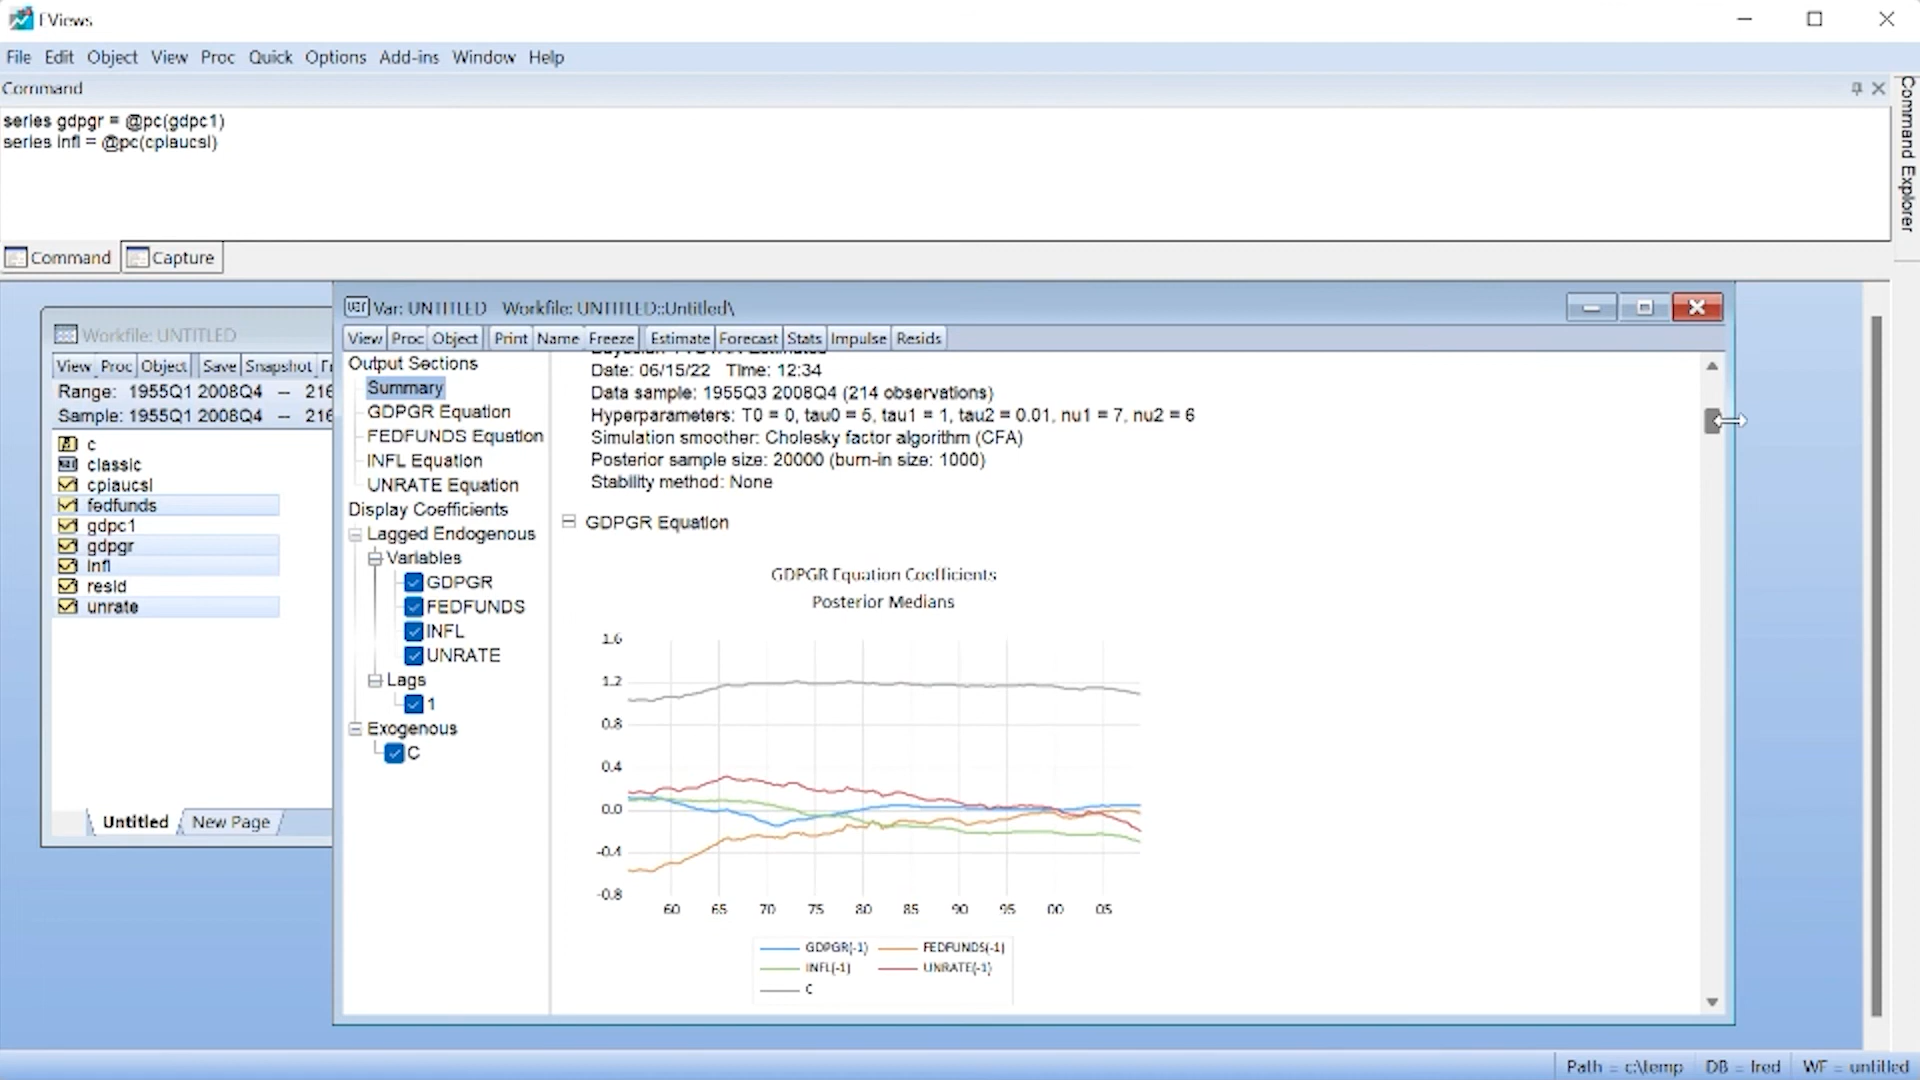 EViews
File Edit Object View Proc Quick Options Add-ins Window Help
Command
series gdpgr = @pc(gdpc1)
series infl = @pc(cpiaucsl)
Command Capture
Command Explorer
Workfile: UNTITLED
View Proc Object Save Snapshot
Range: 1955Q1 2008Q4 -- 216
Sample: 1955Q1 2008Q4 -- 216
c
classic
cpiaucsl
fedfunds
gdpc1
gdpgr
infl
resid
unrate
Untitled New Page
Var: UNTITLED Workfile: UNTITLED::Untitled\
View Proc Object Print Name Freeze Estimate Forecast Stats Impulse Resids
Output Sections
Summary
GDPGR Equation
FEDFUNDS Equation
INFL Equation
UNRATE Equation
Display Coefficients
Lagged Endogenous
Variables
GDPGR
FEDFUNDS
INFL
UNRATE
Lags
1
Exogenous
C
Date: 06/15/22 Time: 12:34
Data sample: 1955Q3 2008Q4 (214 observations)
Hyperparameters: T0 = 0, tau0 = 5, tau1 = 1, tau2 = 0.01, nu1 = 7, nu2 = 6
Simulation smoother: Cholesky factor algorithm (CFA)
Posterior sample size: 20000 (burn-in size: 1000)
Stability method: None
GDPGR Equation
GDPGR Equation Coefficients
Posterior Medians
1.6
1.2
0.8
0.4
0.0
-0.4
-0.8
60 65 70 75 80 85 90 95 00 05
GDPGR(-1) FEDFUNDS(-1)
INFL(-1) UNRATE(-1)
C
Path = c:\temp DB = fred WF = untitled